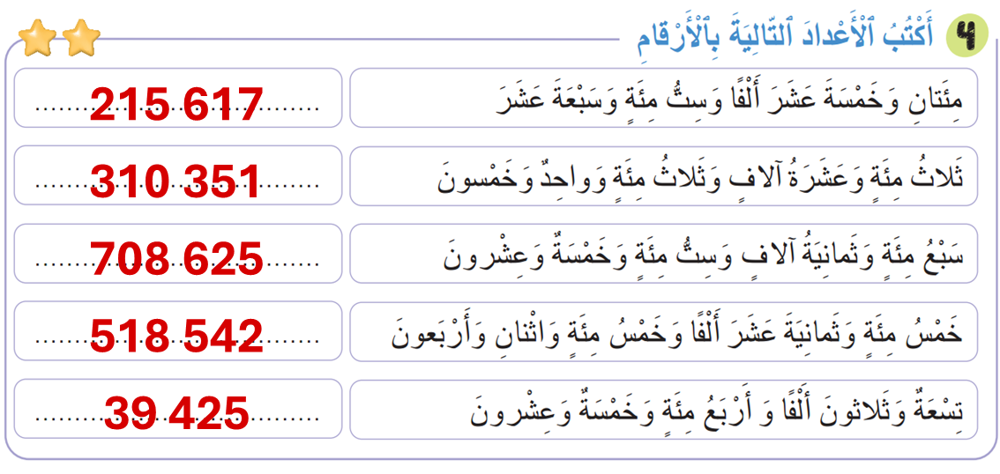 4 أَكْتُبُ ٱلْأَعْدادَ ٱلتّالِيَةَ بِٱلْأَرْقامِ
مِئَتانِ وَخَمْسَةَ عَشَرَ أَلْفًا وَسِتُّ مِئَةٍ وَسَبْعَةَ عَشَرَ
215 617
ثَلاثُ مِئَةٍ وَعَشَرَةُ آلافٍ وَثَلاثُ مِئَةٍ وَواحِدٌ وَخَمْسونَ
310 351
سَبْعُ مِئَةٍ وَثَمانِيَةُ آلافٍ وَسِتُّ مِئَةٍ وَخَمْسَةٌ وَعِشْرونَ
708 625
خَمْسُ مِئَةٍ وَثَمانِيَةَ عَشَرَ أَلْفًا وَخَمْسُ مِئَةٍ وَاثْنانِ وَأَرْبَعونَ
518 542
تِسْعَةٌ وَثَلاثونَ أَلْفًا وَ أَرْبَعُ مِئَةٍ وَخَمْسَةٌ وَعِشْرونَ
39 425